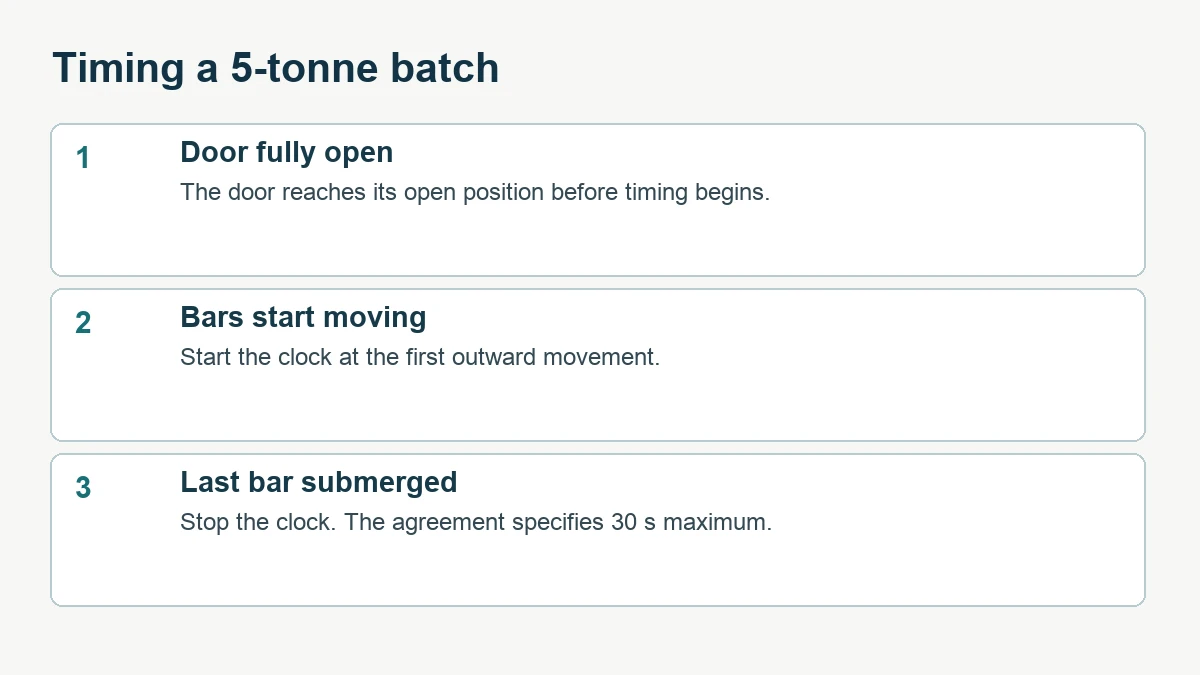 Timing a 5-tonne batch
1
Door fully open
The door reaches its open position before timing begins.
2
Bars start moving
Start the clock at the first outward movement.
3
Last bar submerged
Stop the clock. The agreement specifies 30 s maximum.